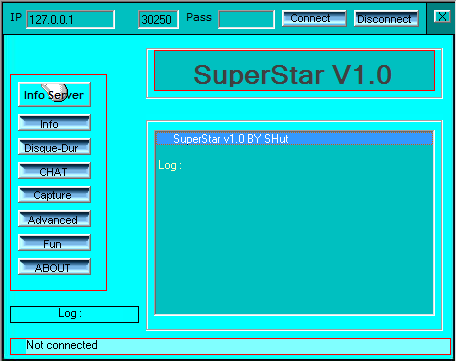 IP 127.0.0.1 30250 Pass Connect Disconnect X
SuperStar V1.0
Info Server
Info
Disque-Dur
CHAT
Capture
Advanced
Fun
ABOUT
SuperStar v1.0 BY SHut
Log :
Log :
Not connected